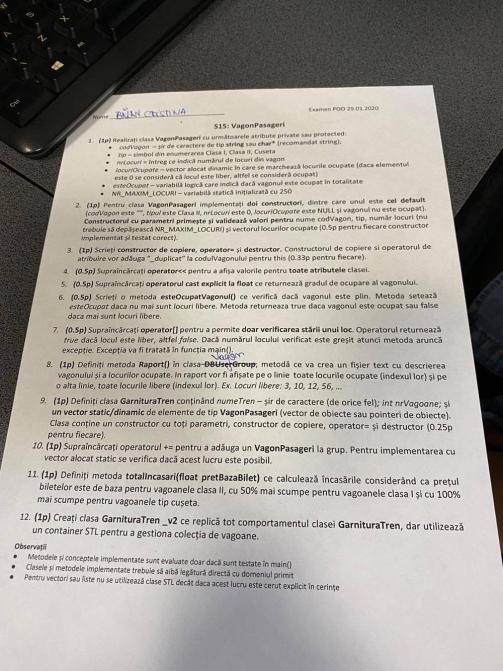 Ctrl
Examen POO 29.01.2020
Nume
CRISTINA
S15: VagonPasageri
1. (1p) Realizați clasa VagonPasageri cu următoarele atribute private sau protected:
• codVagon – șir de caractere de tip string sau char* (recomandat string);
• tip – simbol din enumerarea Clasa I, Clasa II, Cuseta
• nrLocuri = întreg ce indică numărul de locuri din vagon
• locuriOcupate – vector alocat dinamic în care se marchează locurile ocupate (daca elementul
este 0 se consideră că locul este liber, altfel se consideră ocupat)
• esteOcupat – variabilă logică care indică dacă vagonul este ocupat în totalitate
• NR_MAXIM_LOCURI – variabilă statică inițializată cu 250
2. (1p) Pentru clasa VagonPasageri implementați doi constructori, dintre care unul este cel default
(codVagon este "", tipul este Clasa II, nrLocuri este 0, locuriOcupate este NULL și vagonul nu este ocupat).
Constructorul cu parametri primește și validează valori pentru nume codVagon, tip, număr locuri (nu
trebuie să depășească NR_MAXIM_LOCURI) și vectorul locurilor ocupate (0.5p pentru fiecare constructor
implementat și testat corect).
3. (1p) Scrieți constructor de copiere, operator= și destructor. Constructorul de copiere si operatorul de
atribuire vor adăuga "_duplicat" la codulVagonului pentru this (0.33p pentru fiecare).
4. (0.5p) Supraîncărcați operator<< pentru a afișa valorile pentru toate atributele clasei.
5. (0.5p) Supraîncărcați operatorul cast explicit la float ce returnează gradul de ocupare al vagonului.
6. (0.5p) Scrieți o metoda esteOcupatVagonul() ce verifică dacă vagonul este plin. Metoda setează
esteOcupat daca nu mai sunt locuri libere. Metoda returneaza true daca vagonul este ocupat sau false
daca mai sunt locuri libere.
7. (0.5p) Supraîncărcați operator[] pentru a permite doar verificarea stării unui loc. Operatorul returnează
true dacă locul este liber, altfel false. Dacă numărul locului verificat este greșit atunci metoda aruncă
excepție. Excepția va fi tratată în funcția main().
Vagon
8. (1p) Definiți metoda Raport() în clasa DBUserGroup; metodă ce va crea un fișier text cu descrierea
vagonului și a locurilor ocupate. In raport vor fi afișate pe o linie toate locurile ocupate (indexul lor) și pe
o alta linie, toate locurile libere (indexul lor). Ex. Locuri libere: 3, 10, 12, 56, ...
9. (1p) Definiți clasa GarnituraTren conținând numeTren – șir de caractere (de orice fel); int nrVagoane; și
un vector static/dinamic de elemente de tip VagonPasageri (vector de obiecte sau pointeri de obiecte).
Clasa conține un constructor cu toți parametri, constructor de copiere, operator= și destructor (0.25p
pentru fiecare).
10. (1p) Supraîncărcați operatorul += pentru a adăuga un VagonPasageri la grup. Pentru implementarea cu
vector alocat static se verifica dacă acest lucru este posibil.
11. (1p) Definiți metoda totalIncasari(float pretBazaBilet) ce calculează încasările considerând ca prețul
biletelor este de baza pentru vagoanele clasa II, cu 50% mai scumpe pentru vagoanele clasa I și cu 100%
mai scumpe pentru vagoanele tip cușeta.
12. (1p) Creați clasa GarnituraTren _v2 ce replică tot comportamentul clasei GarnituraTren, dar utilizează
un container STL pentru a gestiona colecția de vagoane.
Observații
• Metodele și conceptele implementate sunt evaluate doar dacă sunt testate în main()
• Clasele și metodele implementate trebuie să aibă legătură directă cu domeniul primit
• Pentru vectori sau liste nu se utilizează clase STL decât daca acest lucru este cerut explicit în cerințe